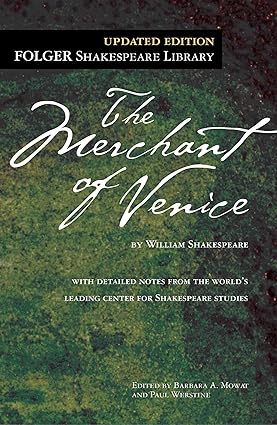 UPDATED EDITION
FOLGER SHAKESPEARE LIBRARY
The
Merchant
of Venice
BY WILLIAM SHAKESPEARE
WITH DETAILED NOTES FROM THE WORLD'S
LEADING CENTER FOR SHAKESPEARE STUDIES
EDITED BY BARBARA A. MOWAT
AND PAUL WERSTINE